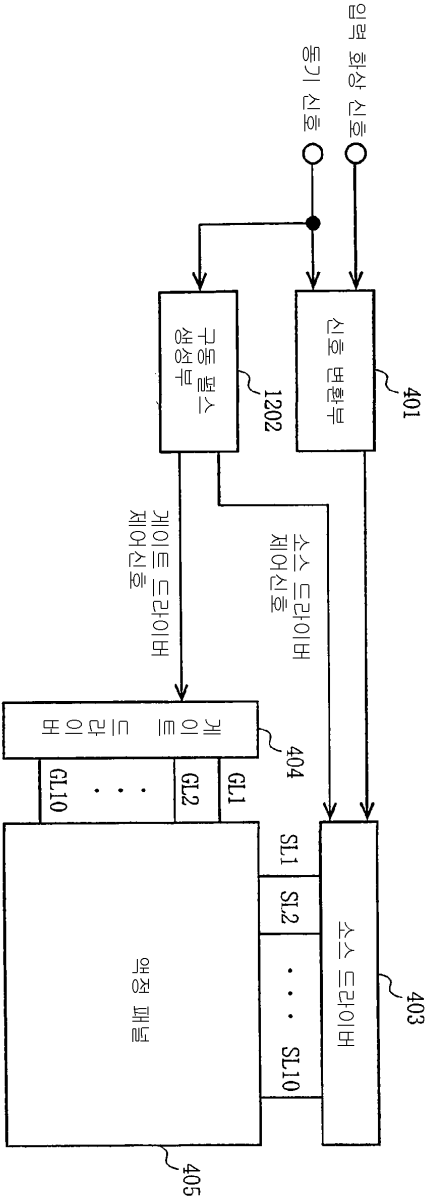 입력 화상 신호
동기 신호
신호 변환부
401
구동 펄스
생성부
1202
소스 드라이버
제어신호
게이트 드라이버
제어신호
소스 드라이버
403
게이트 드라이버
404
SL1
SL2
· · · ·
SL10
GL1
GL2
· · ·
GL10
액정 패널
405